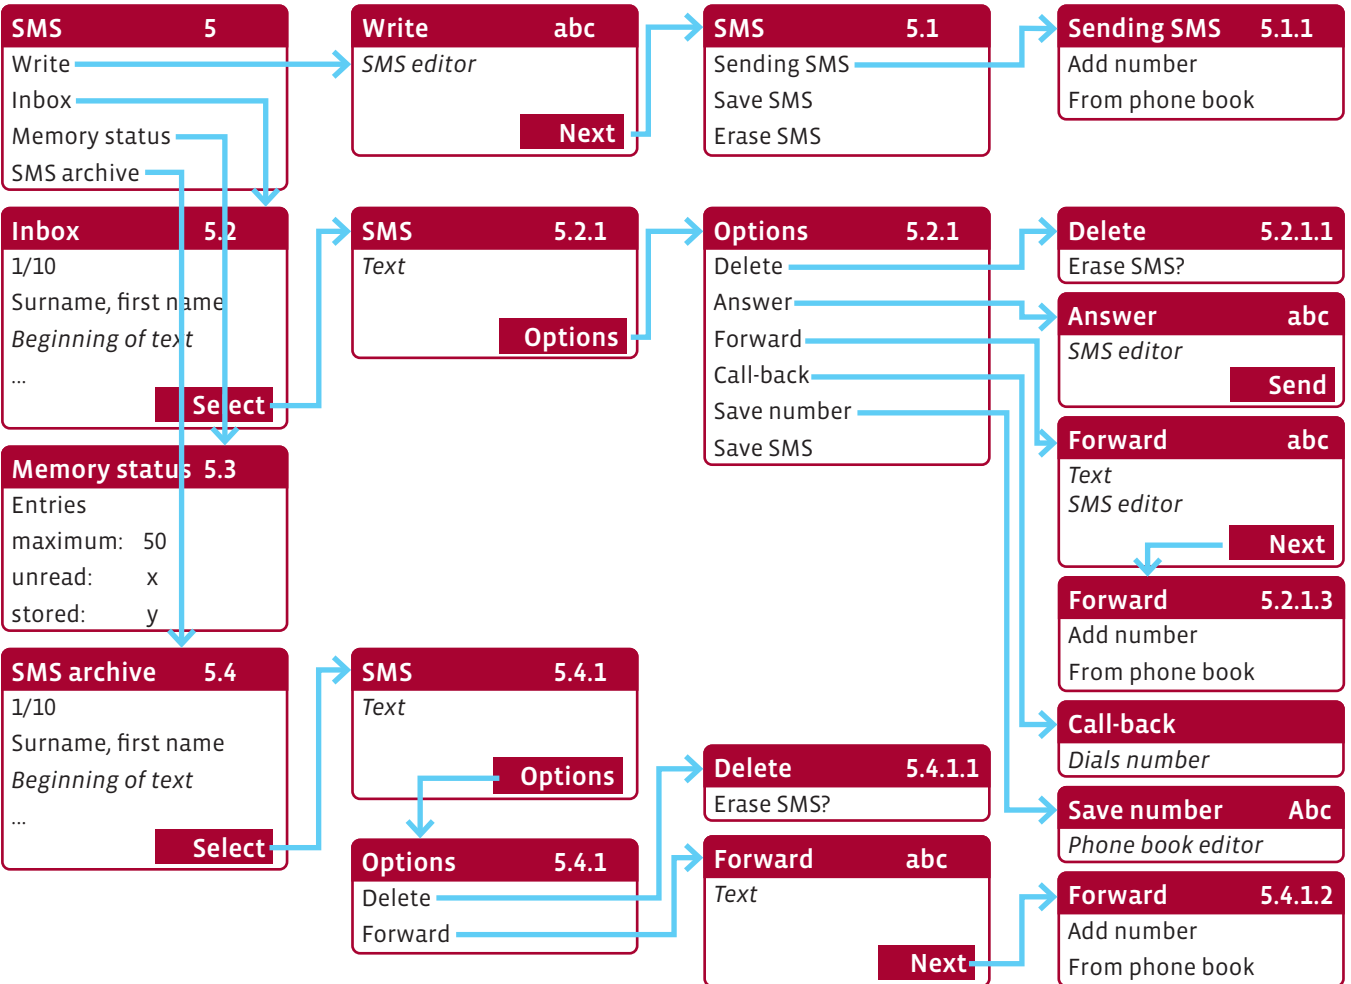 SMS 5
Write
Inbox
Memory status
SMS archive
Write abc
SMS editor
Next
SMS 5.1
Sending SMS
Save SMS
Erase SMS
Sending SMS 5.1.1
Add number
From phone book
Inbox 5.2
1/10
Surname, first name
Beginning of text
...
Select
SMS 5.2.1
Text
Options
Options 5.2.1
Delete
Answer
Forward
Call-back
Save number
Save SMS
Delete 5.2.1.1
Erase SMS?
Answer abc
SMS editor
Send
Forward abc
Text
SMS editor
Next
Forward 5.2.1.3
Add number
From phone book
Call-back
Dials number
Save number Abc
Phone book editor
Memory status 5.3
Entries
maximum: 50
unread: x
stored: y
SMS archive 5.4
1/10
Surname, first name
Beginning of text
...
Select
SMS 5.4.1
Text
Options
Options 5.4.1
Delete
Forward
Delete 5.4.1.1
Erase SMS?
Forward abc
Text
Next
Forward 5.4.1.2
Add number
From phone book